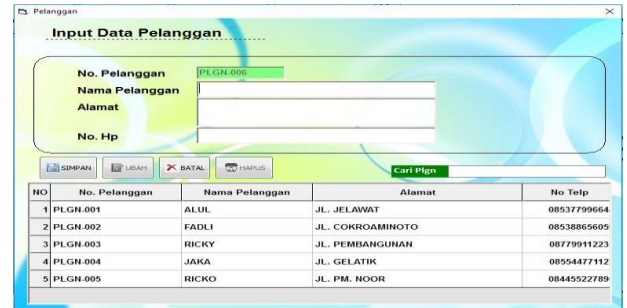 Pelanggan
Input Data Pelanggan
No. Pelanggan PLGN-006
Nama Pelanggan
Alamat
No. Hp
SIMPAN UBAH BATAL HAPUS Cari Plgn
NO No. Pelanggan Nama Pelanggan Alamat No Telp
1 PLGN-001 ALUL JL. JELAWAT 08537799664
2 PLGN-002 FADLI JL. COKROAMINOTO 0853886560
3 PLGN-003 RICKY JL. PEMBANGUNAN 08779911223
4 PLGN-004 JAKA JL. GELATIK 08554477112
5 PLGN-005 RICKO JL. PM. NOOR 0844552278